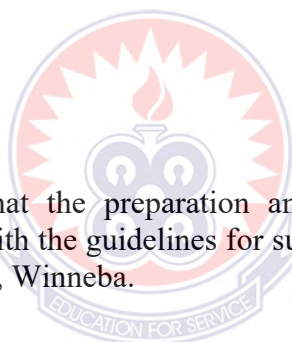 hat the preparation an
ith the guidelines for su
, Winneba.
EDUCATION FOR SERVICE